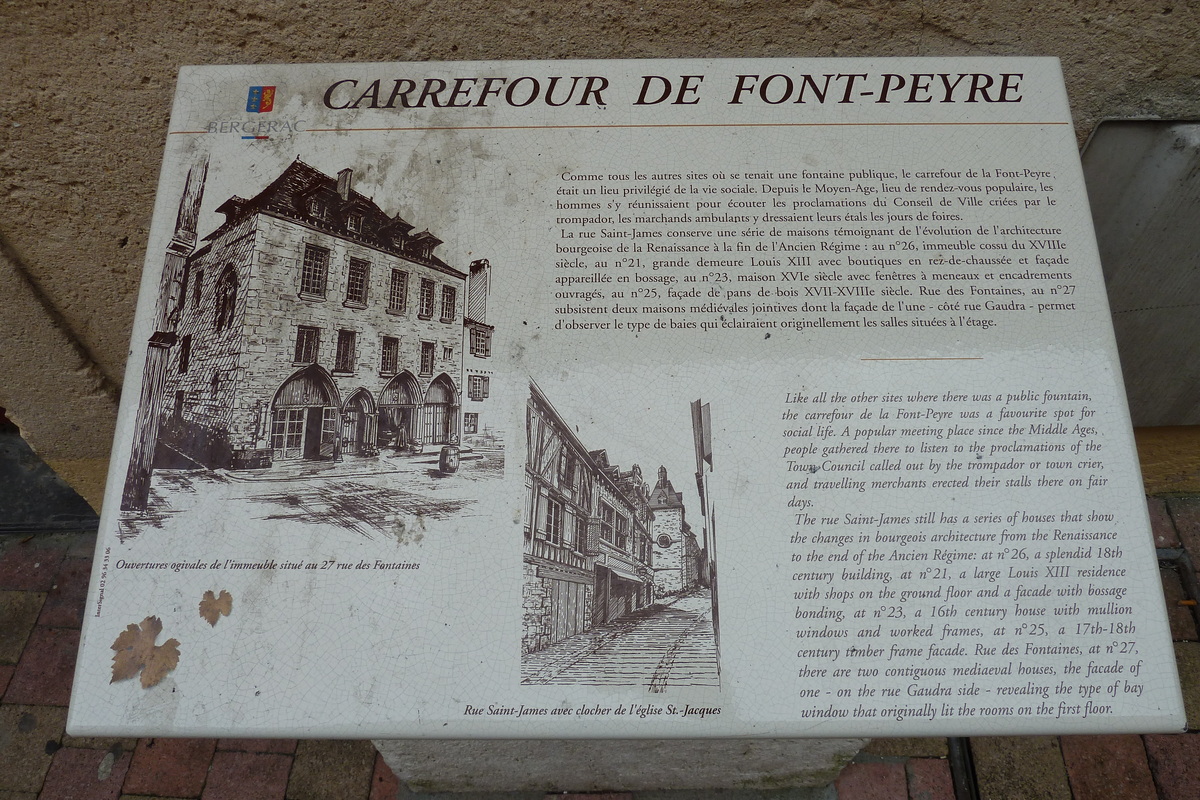 CARREFOUR DE FONT-PEYRE
BERGERAC
Comme tous les autres sites où se tenait une fontaine publique, le carrefour de la Font-Peyre
était un lieu privilégié de la vie sociale. Depuis le Moyen-Age, lieu de rendez-vous populaire, les
hommes s'y réunissaient pour écouter les proclamations du Conseil de Ville criées par le
trompador, les marchands ambulants y dressaient leurs étals les jours de foires.
La rue Saint-James conserve une série de maisons témoignant de l'évolution de l'architecture
bourgeoise de la Renaissance à la fin de l'Ancien Régime : au n°26, immeuble cossu du XVIIIe
siècle, au n°21, grande demeure Louis XIII avec boutiques en rez-de-chaussée et façade
appareillée en bossage, au n°23, maison XVIe siècle avec fenêtres à meneaux et encadrements
ouvragés, au n°25, façade de pans de bois XVII-XVIIIe siècle. Rue des Fontaines, au n°27
subsistent deux maisons médiévales jointives dont la façade de l'une - côté rue Gaudra - permet
d'observer le type de baies qui éclairaient originellement les salles situées à l'étage.
Like all the other sites where there was a public fountain,
the carrefour de la Font-Peyre was a favourite spot for
social life. A popular meeting place since the Middle Ages,
people gathered there to listen to the proclamations of the
Town Council called out by the trompador or town crier,
and travelling merchants erected their stalls there on fair
days.
The rue Saint-James still has a series of houses that show
the changes in bourgeois architecture from the Renaissance
to the end of the Ancien Régime: at n°26, a splendid 18th
century building, at n°21, a large Louis XIII residence
with shops on the ground floor and a facade with bossage
bonding, at n°23, a 16th century house with mullion
windows and worked frames, at n°25, a 17th-18th
century timber frame facade. Rue des Fontaines, at n°27,
there are two contiguous mediaeval houses, the facade of
one - on the rue Gaudra side - revealing the type of bay
window that originally lit the rooms on the first floor.
Ouvertures ogivales de l'immeuble situé au 27 rue des Fontaines
Rue Saint-James avec clocher de l'église St.-Jacques